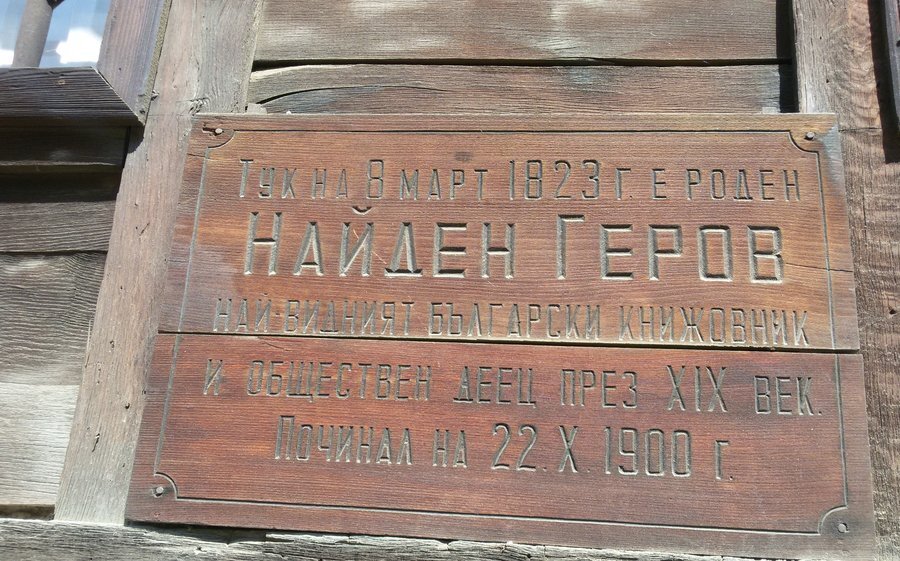 Тук на 8 март 1823 г е роден
Найден Геров
най-видният български книжовник
и обществен деец през XIX век.
Починал на 22.X.1900 г.